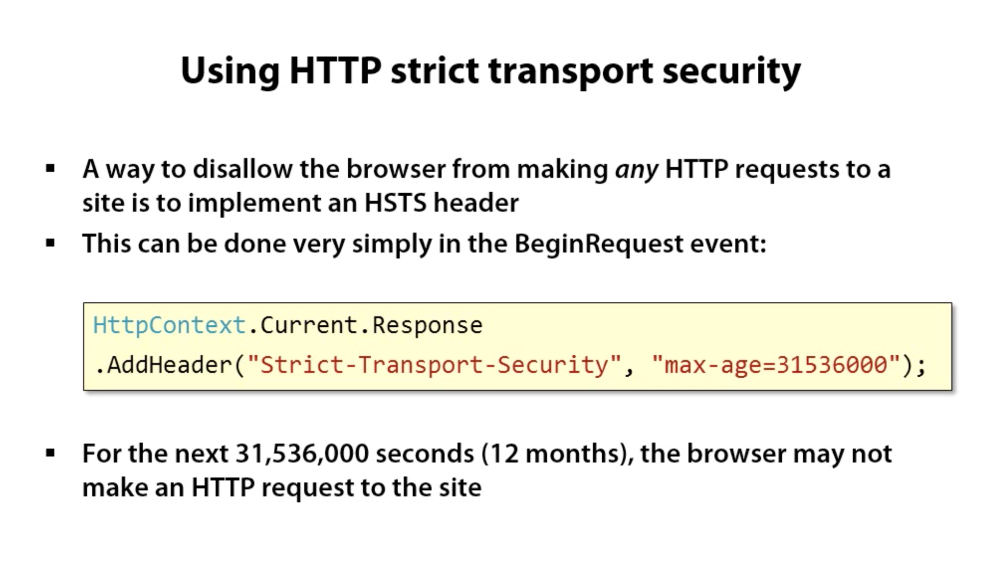 Using HTTP strict transport security
▪ A way to disallow the browser from making any HTTP requests to a
site is to implement an HSTS header
▪ This can be done very simply in the BeginRequest event:
HttpContext.Current.Response
.AddHeader("Strict-Transport-Security", "max-age=31536000");
▪ For the next 31,536,000 seconds (12 months), the browser may not
make an HTTP request to the site